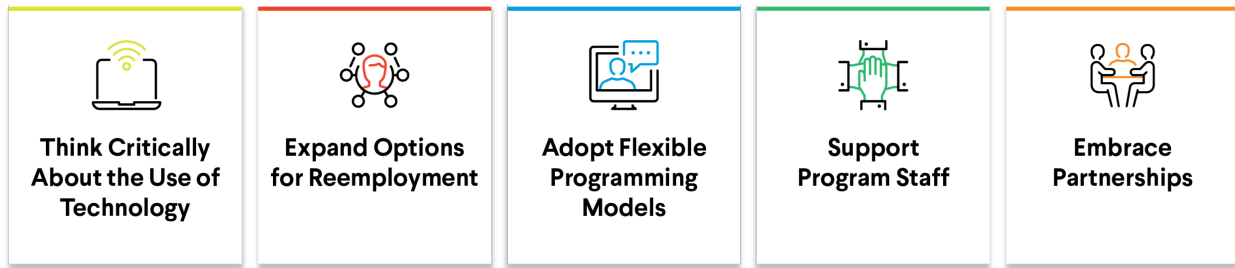 Think Critically
About the Use of
Technology
Expand Options
for Reemployment
Adopt Flexible
Programming
Models
Support
Program Staff
Embrace
Partnerships